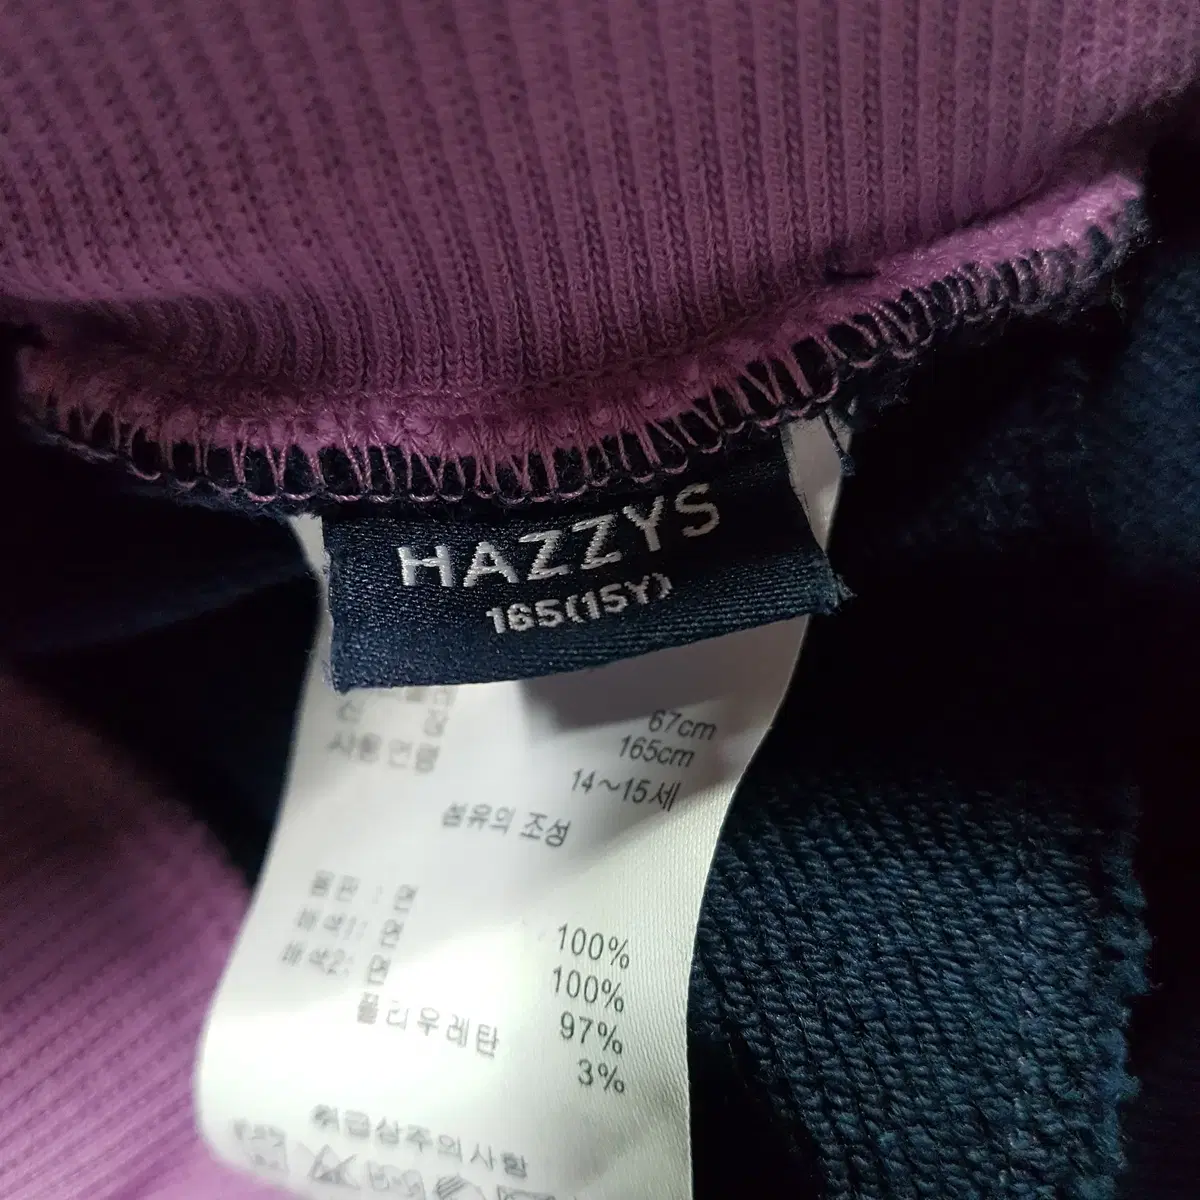 HAZZYS
165(15Y)
67cm
165cm
사용연령 14~15세
섬유의 조성
겉감 : 면 100%
배색1: 면 100%
배색2: 면 97%
폴리우레탄 3%
취급상주의사항